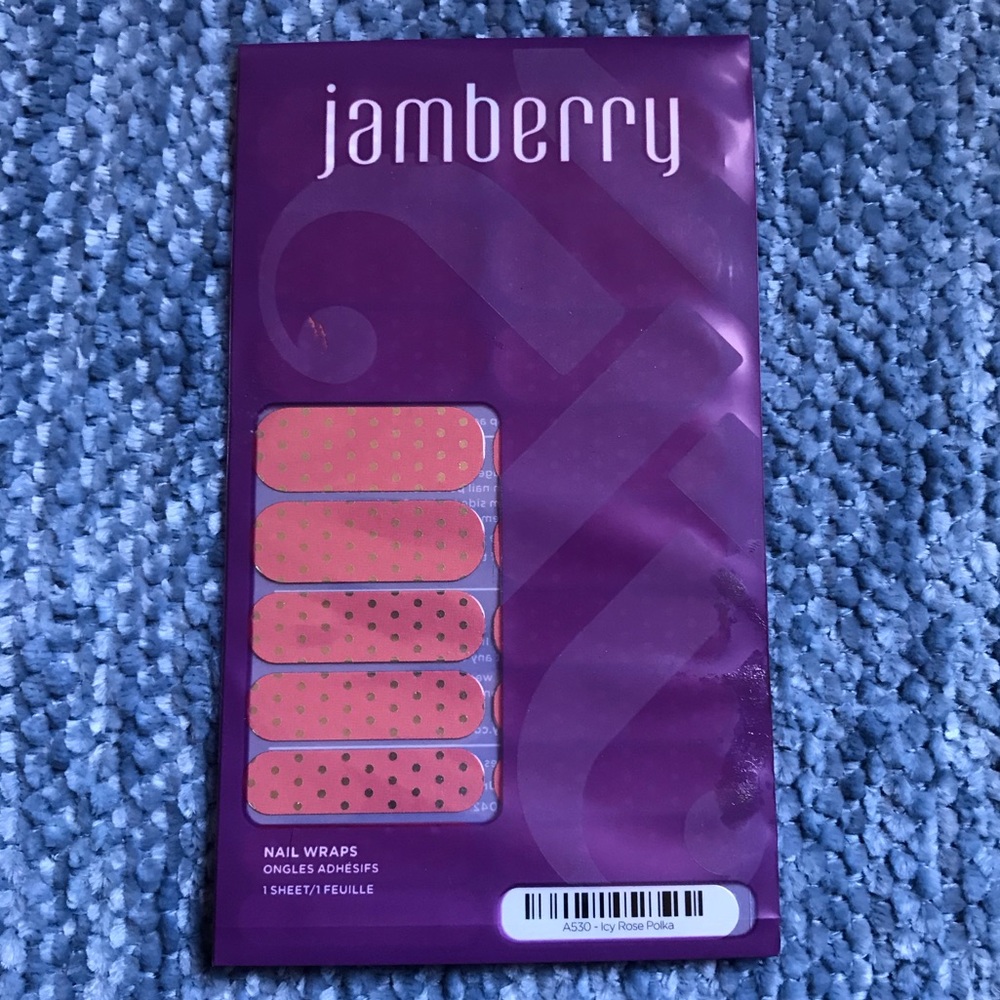 jamberry
NAIL WRAPS
ONGLES ADHÉSIFS
1 SHEET/1 FEUILLE
A530 - Icy Rose Polka